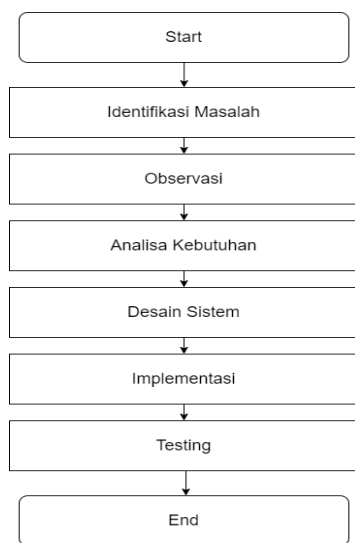 Start
Identifikasi Masalah
Observasi
Analisa Kebutuhan
Desain Sistem
Implementasi
Testing
End